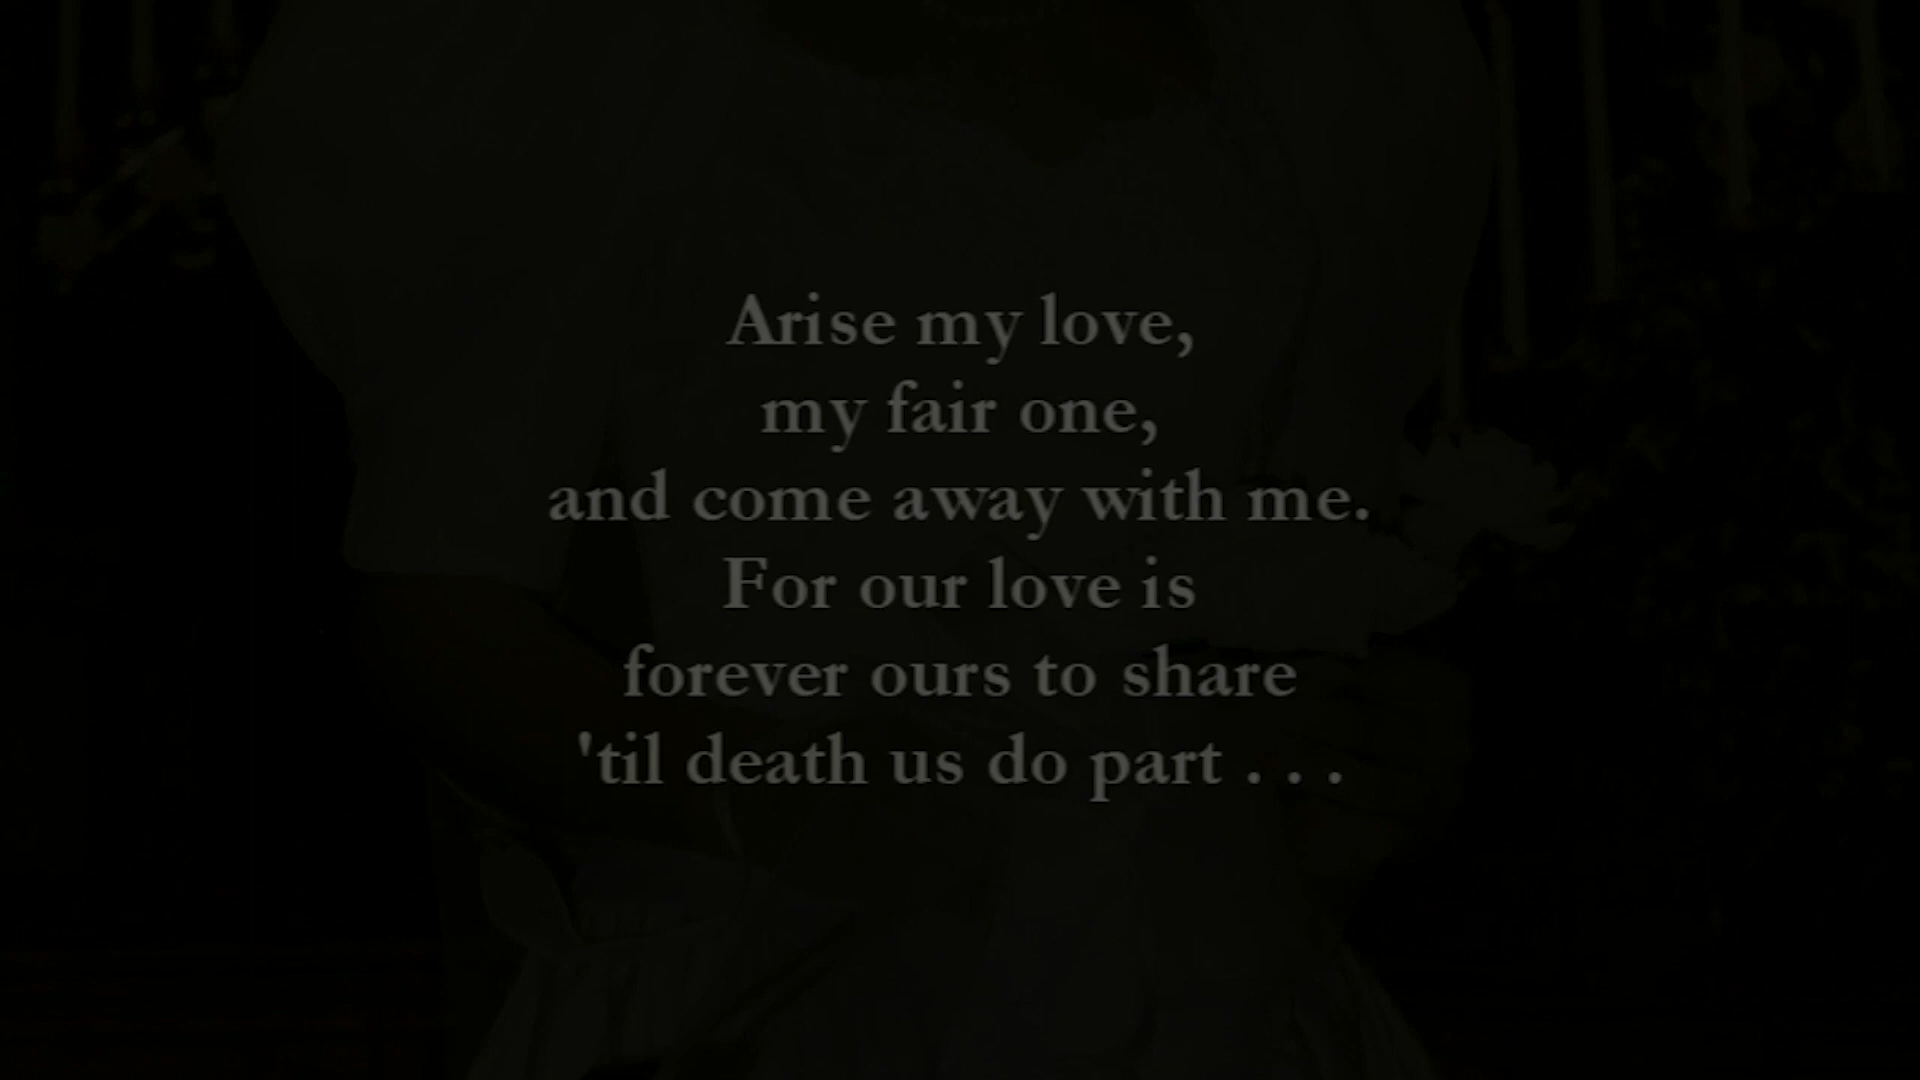 Arise my love,
my fair one,
and come away with me.
For our love is
forever ours to share
'til death us do part . . .